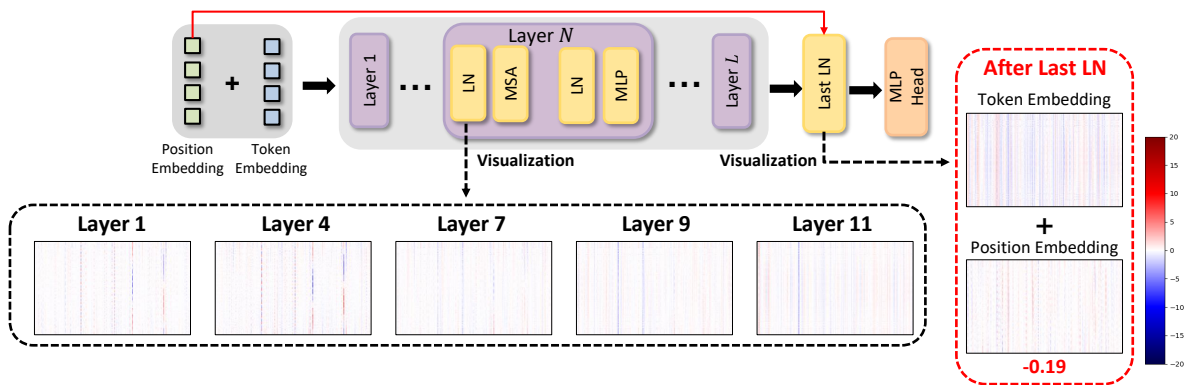 Position
Embedding
+
Token
Embedding
Layer 1
...
Layer N
LN
MSA
LN
MLP
...
Layer L
Last LN
MLP
Head
Visualization
Visualization
Layer 1
Layer 4
Layer 7
Layer 9
Layer 11
After Last LN
Token Embedding
+
Position Embedding
-0.19
20
15
10
5
0
−5
−10
−15
−20